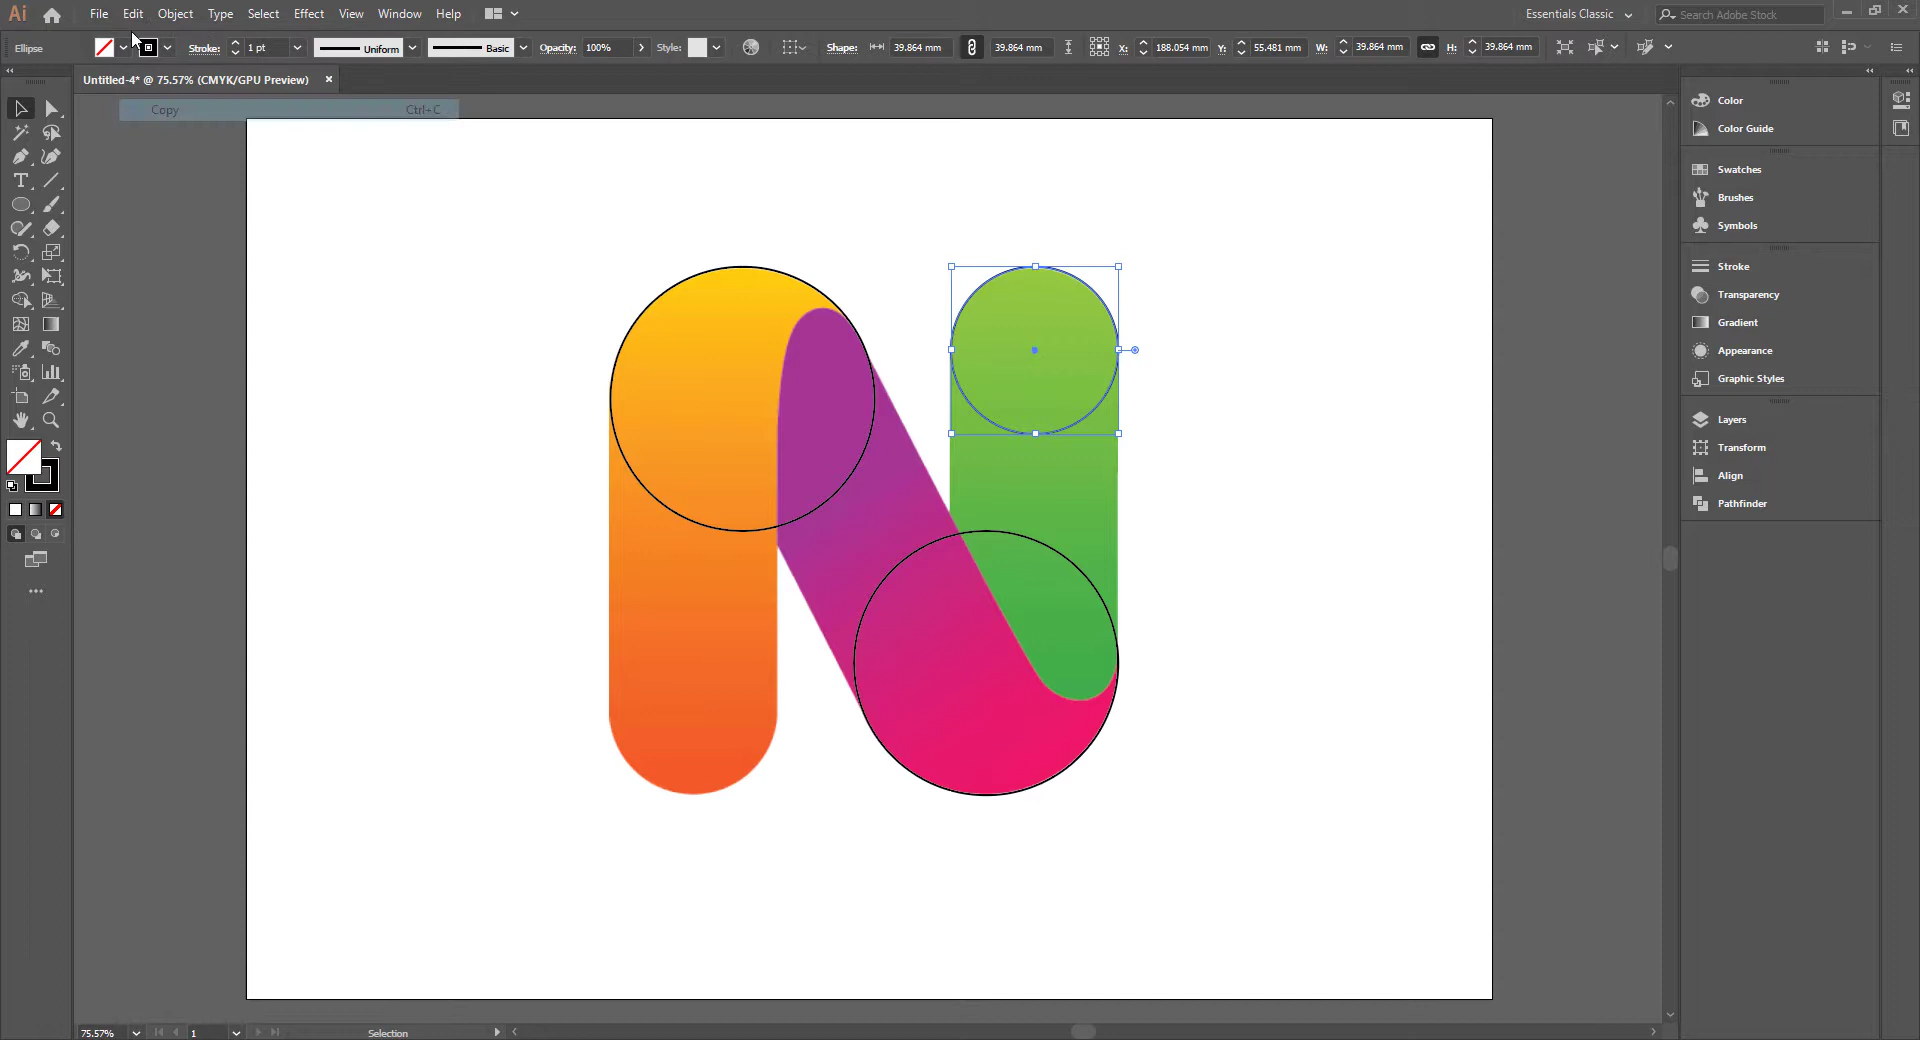 Ai File Edit Object Type Select Effect View Window Help Essentials Classic Search Adobe Stock
Ellipse Stroke: 1 pt Uniform Basic Opacity: 100% Style: Shape: 39.864 mm 39.864 mm X: 188.054 mm Y: 55.481 mm W: 39.864 mm H: 39.864 mm
Untitled-4* @ 75.57% (CMYK/GPU Preview) ×
Copy Ctrl+C
Color
Color Guide
Swatches
Brushes
Symbols
Stroke
Transparency
Gradient
Appearance
Graphic Styles
Layers
Transform
Align
Pathfinder
75.57% 1 Selection